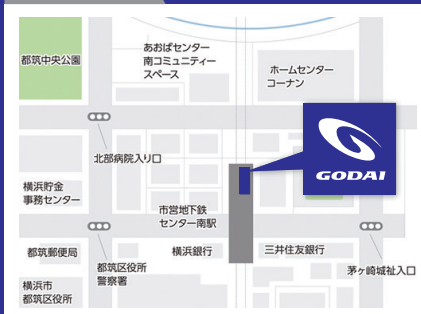 あおばセンター
南コミュニティー
スペース
都筑中央公園
ホームセンター
コーナン
GODAI
北部病院入り口
横浜貯金
事務センター
市営地下鉄
センター南駅
都筑郵便局
横浜銀行
三井住友銀行
都筑区役所
警察署
茅ヶ崎城祉入口
横浜市
都筑区役所